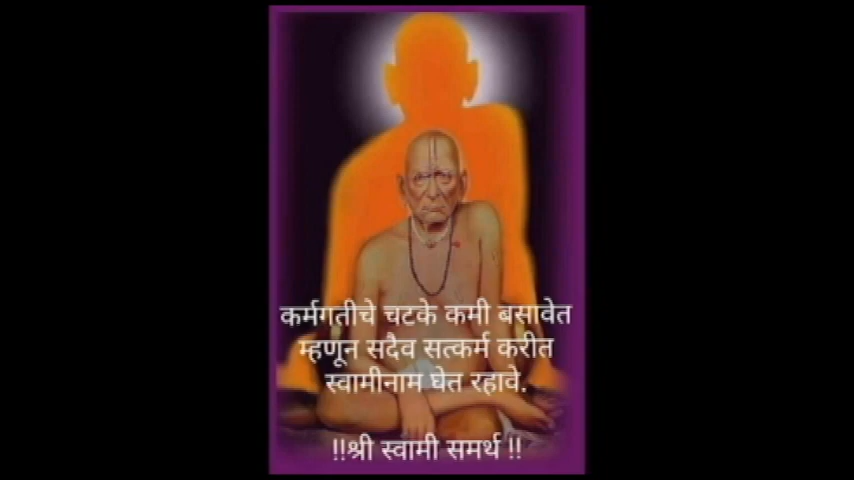 कर्मगतीचे चटके कमी बसावेत
म्हणून सदैव सत्कर्म करीत
स्वामीनाम घेत रहावे.
!!श्री स्वामी समर्थ !!